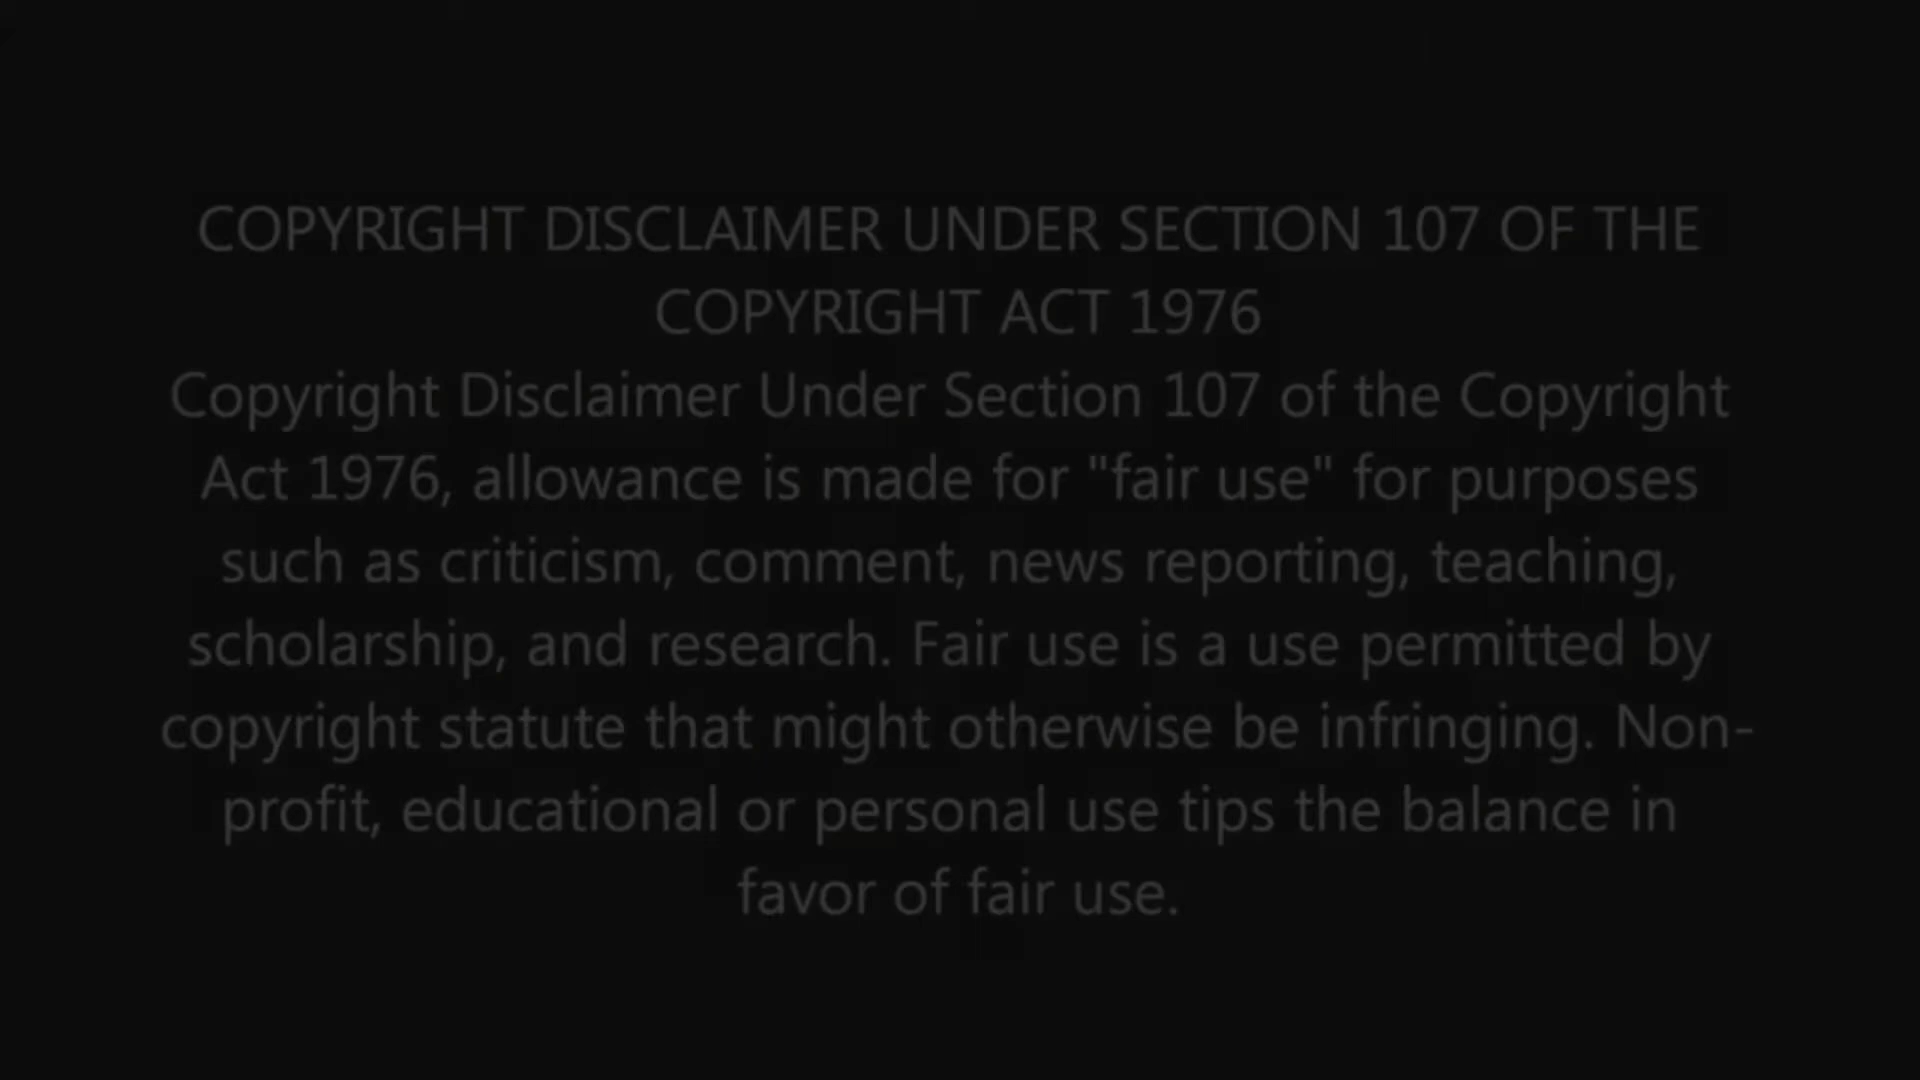 COPYRIGHT DISCLAIMER UNDER SECTION 107 OF THE
COPYRIGHT ACT 1976
Copyright Disclaimer Under Section 107 of the Copyright
Act 1976, allowance is made for "fair use" for purposes
such as criticism, comment, news reporting, teaching,
scholarship, and research. Fair use is a use permitted by
copyright statute that might otherwise be infringing. Non-
profit, educational or personal use tips the balance in
favor of fair use.